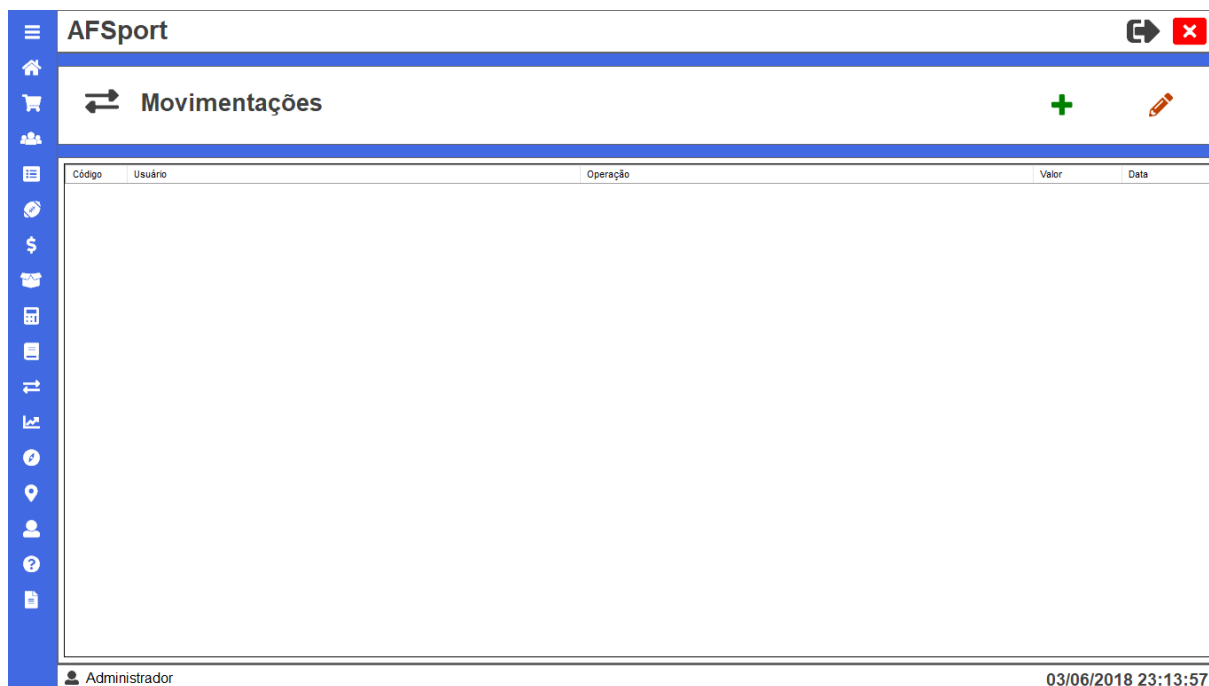 AFSport
Movimentações
Código Usuário Operação Valor Data
Administrador 03/06/2018 23:13:57